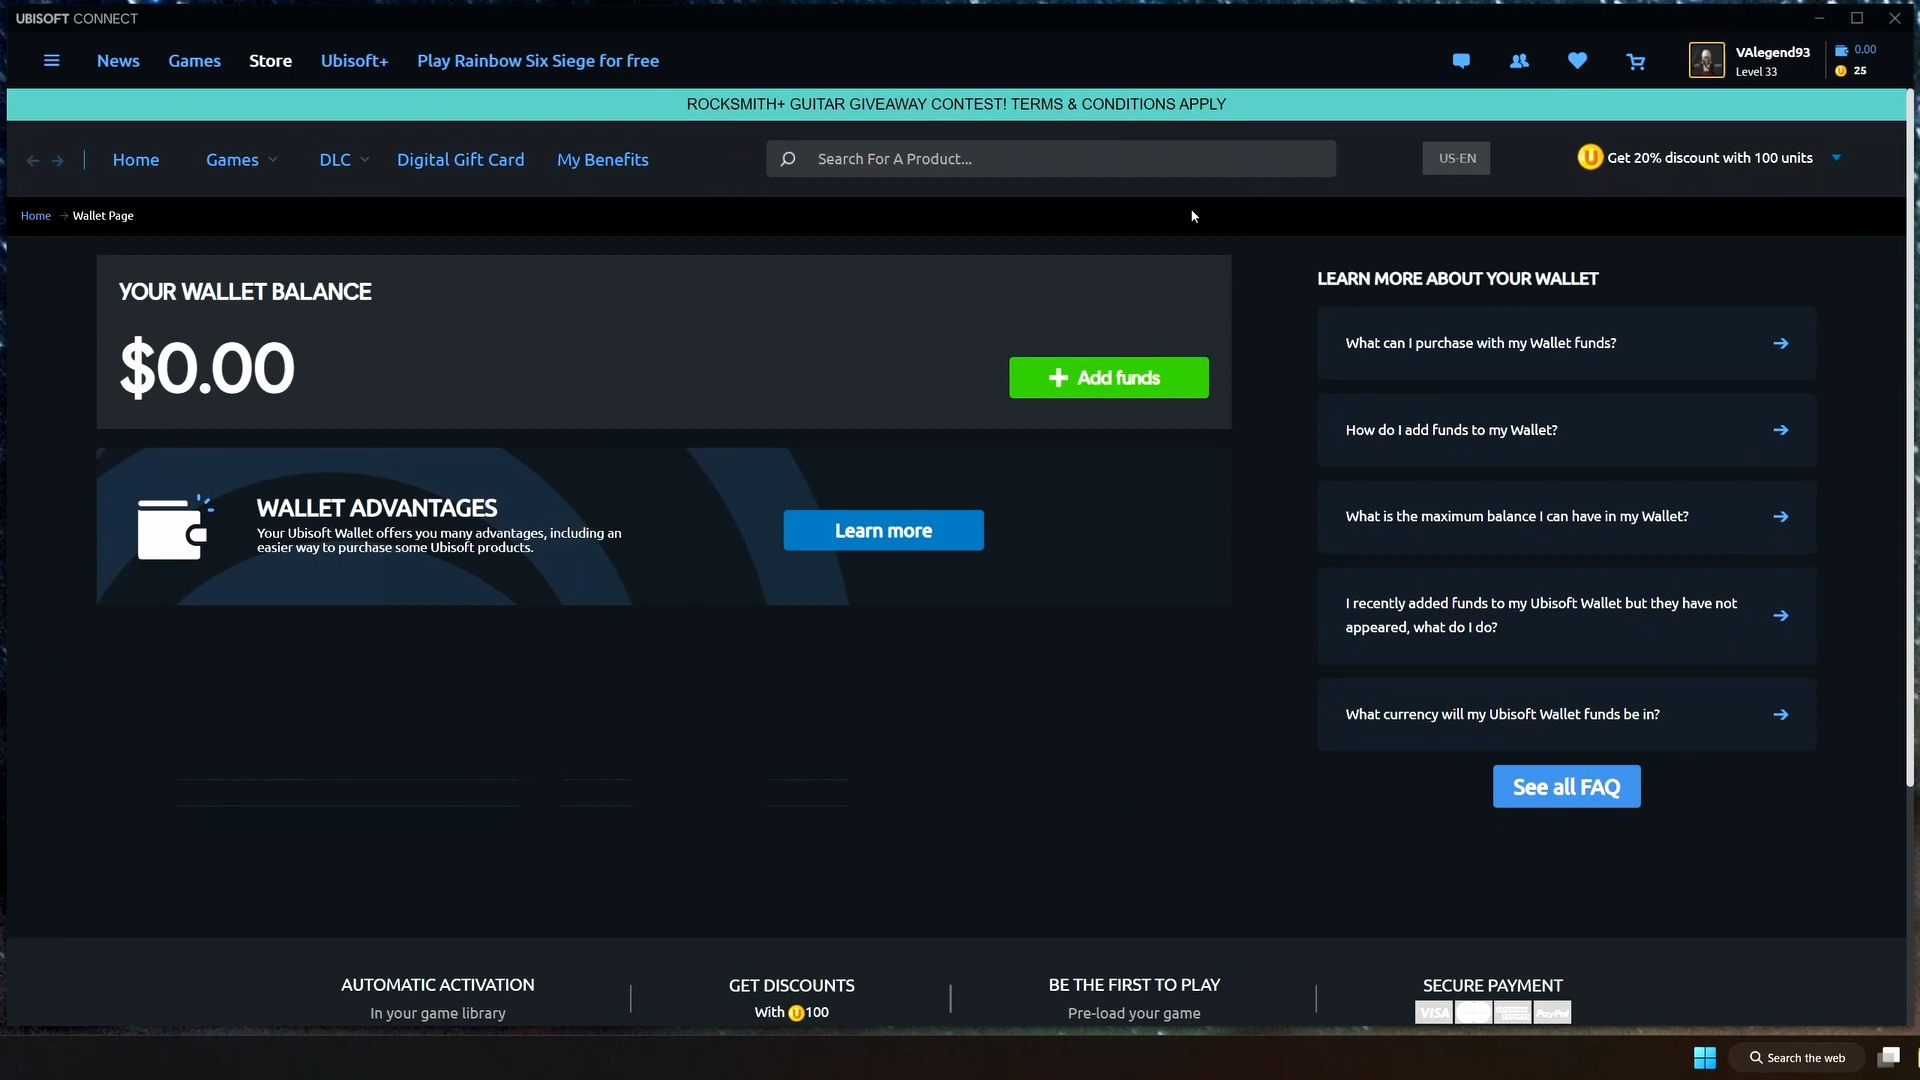 UBISOFT CONNECT
News Games Store Ubisoft+ Play Rainbow Six Siege for free
VAlegend93
Level 33
0.00
25
ROCKSMITH+ GUITAR GIVEAWAY CONTEST! TERMS & CONDITIONS APPLY
Home Games DLC Digital Gift Card My Benefits
Search For A Product...
US-EN
Get 20% discount with 100 units
Home → Wallet Page
YOUR WALLET BALANCE
$0.00
Add funds
WALLET ADVANTAGES
Your Ubisoft Wallet offers you many advantages, including an
easier way to purchase some Ubisoft products.
Learn more
LEARN MORE ABOUT YOUR WALLET
What can I purchase with my Wallet funds?
How do I add funds to my Wallet?
What is the maximum balance I can have in my Wallet?
I recently added funds to my Ubisoft Wallet but they have not
appeared, what do I do?
What currency will my Ubisoft Wallet funds be in?
See all FAQ
AUTOMATIC ACTIVATION
In your game library
GET DISCOUNTS
With 100
BE THE FIRST TO PLAY
Pre-load your game
SECURE PAYMENT
VISA
PayPal
Search the web